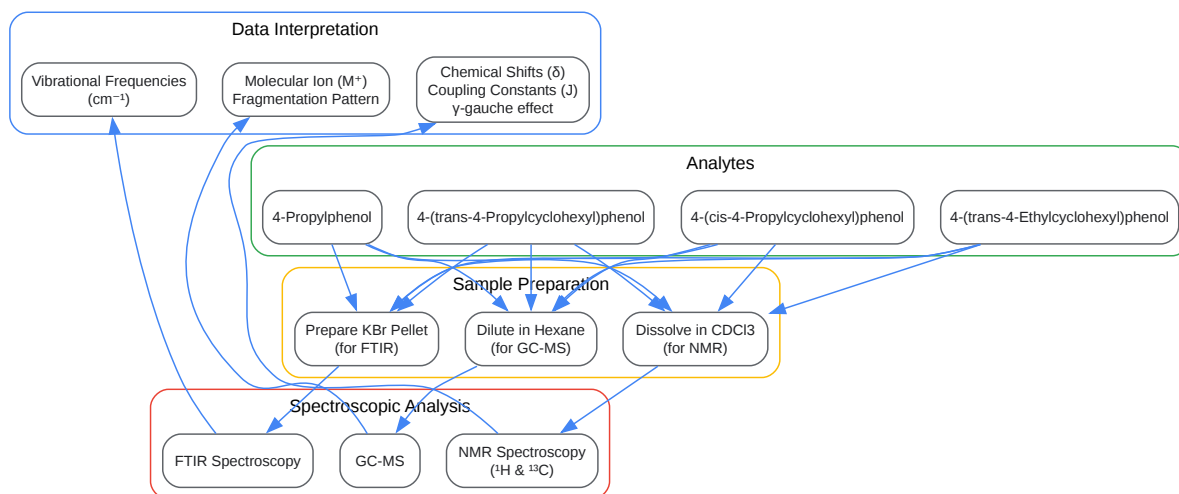 Data Interpretation
Vibrational Frequencies
(cm⁻¹)
Molecular Ion (M⁺)
Fragmentation Pattern
Chemical Shifts (δ)
Coupling Constants (J)
γ-gauche effect
Analytes
4-Propylphenol
4-(trans-4-Propylcyclohexyl)phenol
4-(cis-4-Propylcyclohexyl)phenol
4-(trans-4-Ethylcyclohexyl)phenol
Sample Preparation
Prepare KBr Pellet
(for FTIR)
Dilute in Hexane
(for GC-MS)
Dissolve in CDCl3
(for NMR)
Spectroscopic Analysis
FTIR Spectroscopy
GC-MS
NMR Spectroscopy
(¹H & ¹³C)